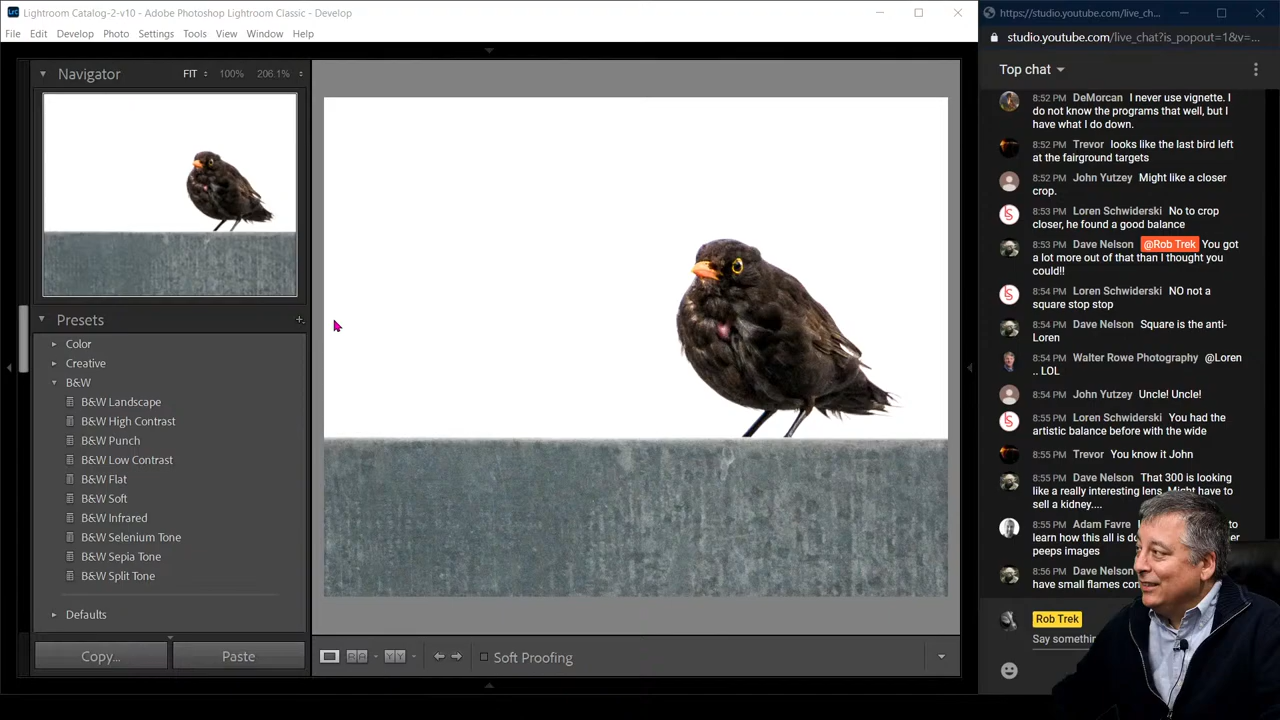 Lightroom Catalog-2-v10 - Adobe Photoshop Lightroom Classic - Develop
File Edit Develop Photo Settings Tools View Window Help
Navigator FIT 100% 206.1%
Presets
Color
Creative
B&W
B&W Landscape
B&W High Contrast
B&W Punch
B&W Low Contrast
B&W Flat
B&W Soft
B&W Infrared
B&W Selenium Tone
B&W Sepia Tone
B&W Split Tone
Defaults
Copy... Paste
Soft Proofing
https://studio.youtube.com/live_c...
studio.youtube.com/live_chat?is_popout=1&v=...
Top chat
8:52 PM DeMorcan I never use vignette. I
do not know the programs that well, but I
have what I do down.
8:52 PM Trevor looks like the last bird left
at the fairground targets
8:52 PM John Yutzey Might like a closer
crop.
8:53 PM Loren Schwiderski No to crop
closer, he found a good balance
8:53 PM Dave Nelson @Rob Trek You got
a lot more out of that than I thought you
could!!
8:54 PM Loren Schwiderski NO not a
square stop stop
8:54 PM Dave Nelson Square is the anti-
Loren
8:54 PM Walter Rowe Photography @Loren
.. LOL
8:54 PM John Yutzey Uncle! Uncle!
8:55 PM Loren Schwiderski You had the
artistic balance before with the wide
8:55 PM Trevor You know it John
8:55 PM Dave Nelson That 300 is looking
like a really interesting lens. Might have to
sell a kidney....
8:55 PM Adam Favre to
learn how this all is
peeps images
8:56 PM Dave Nelson
have small flames
Rob Trek
Say